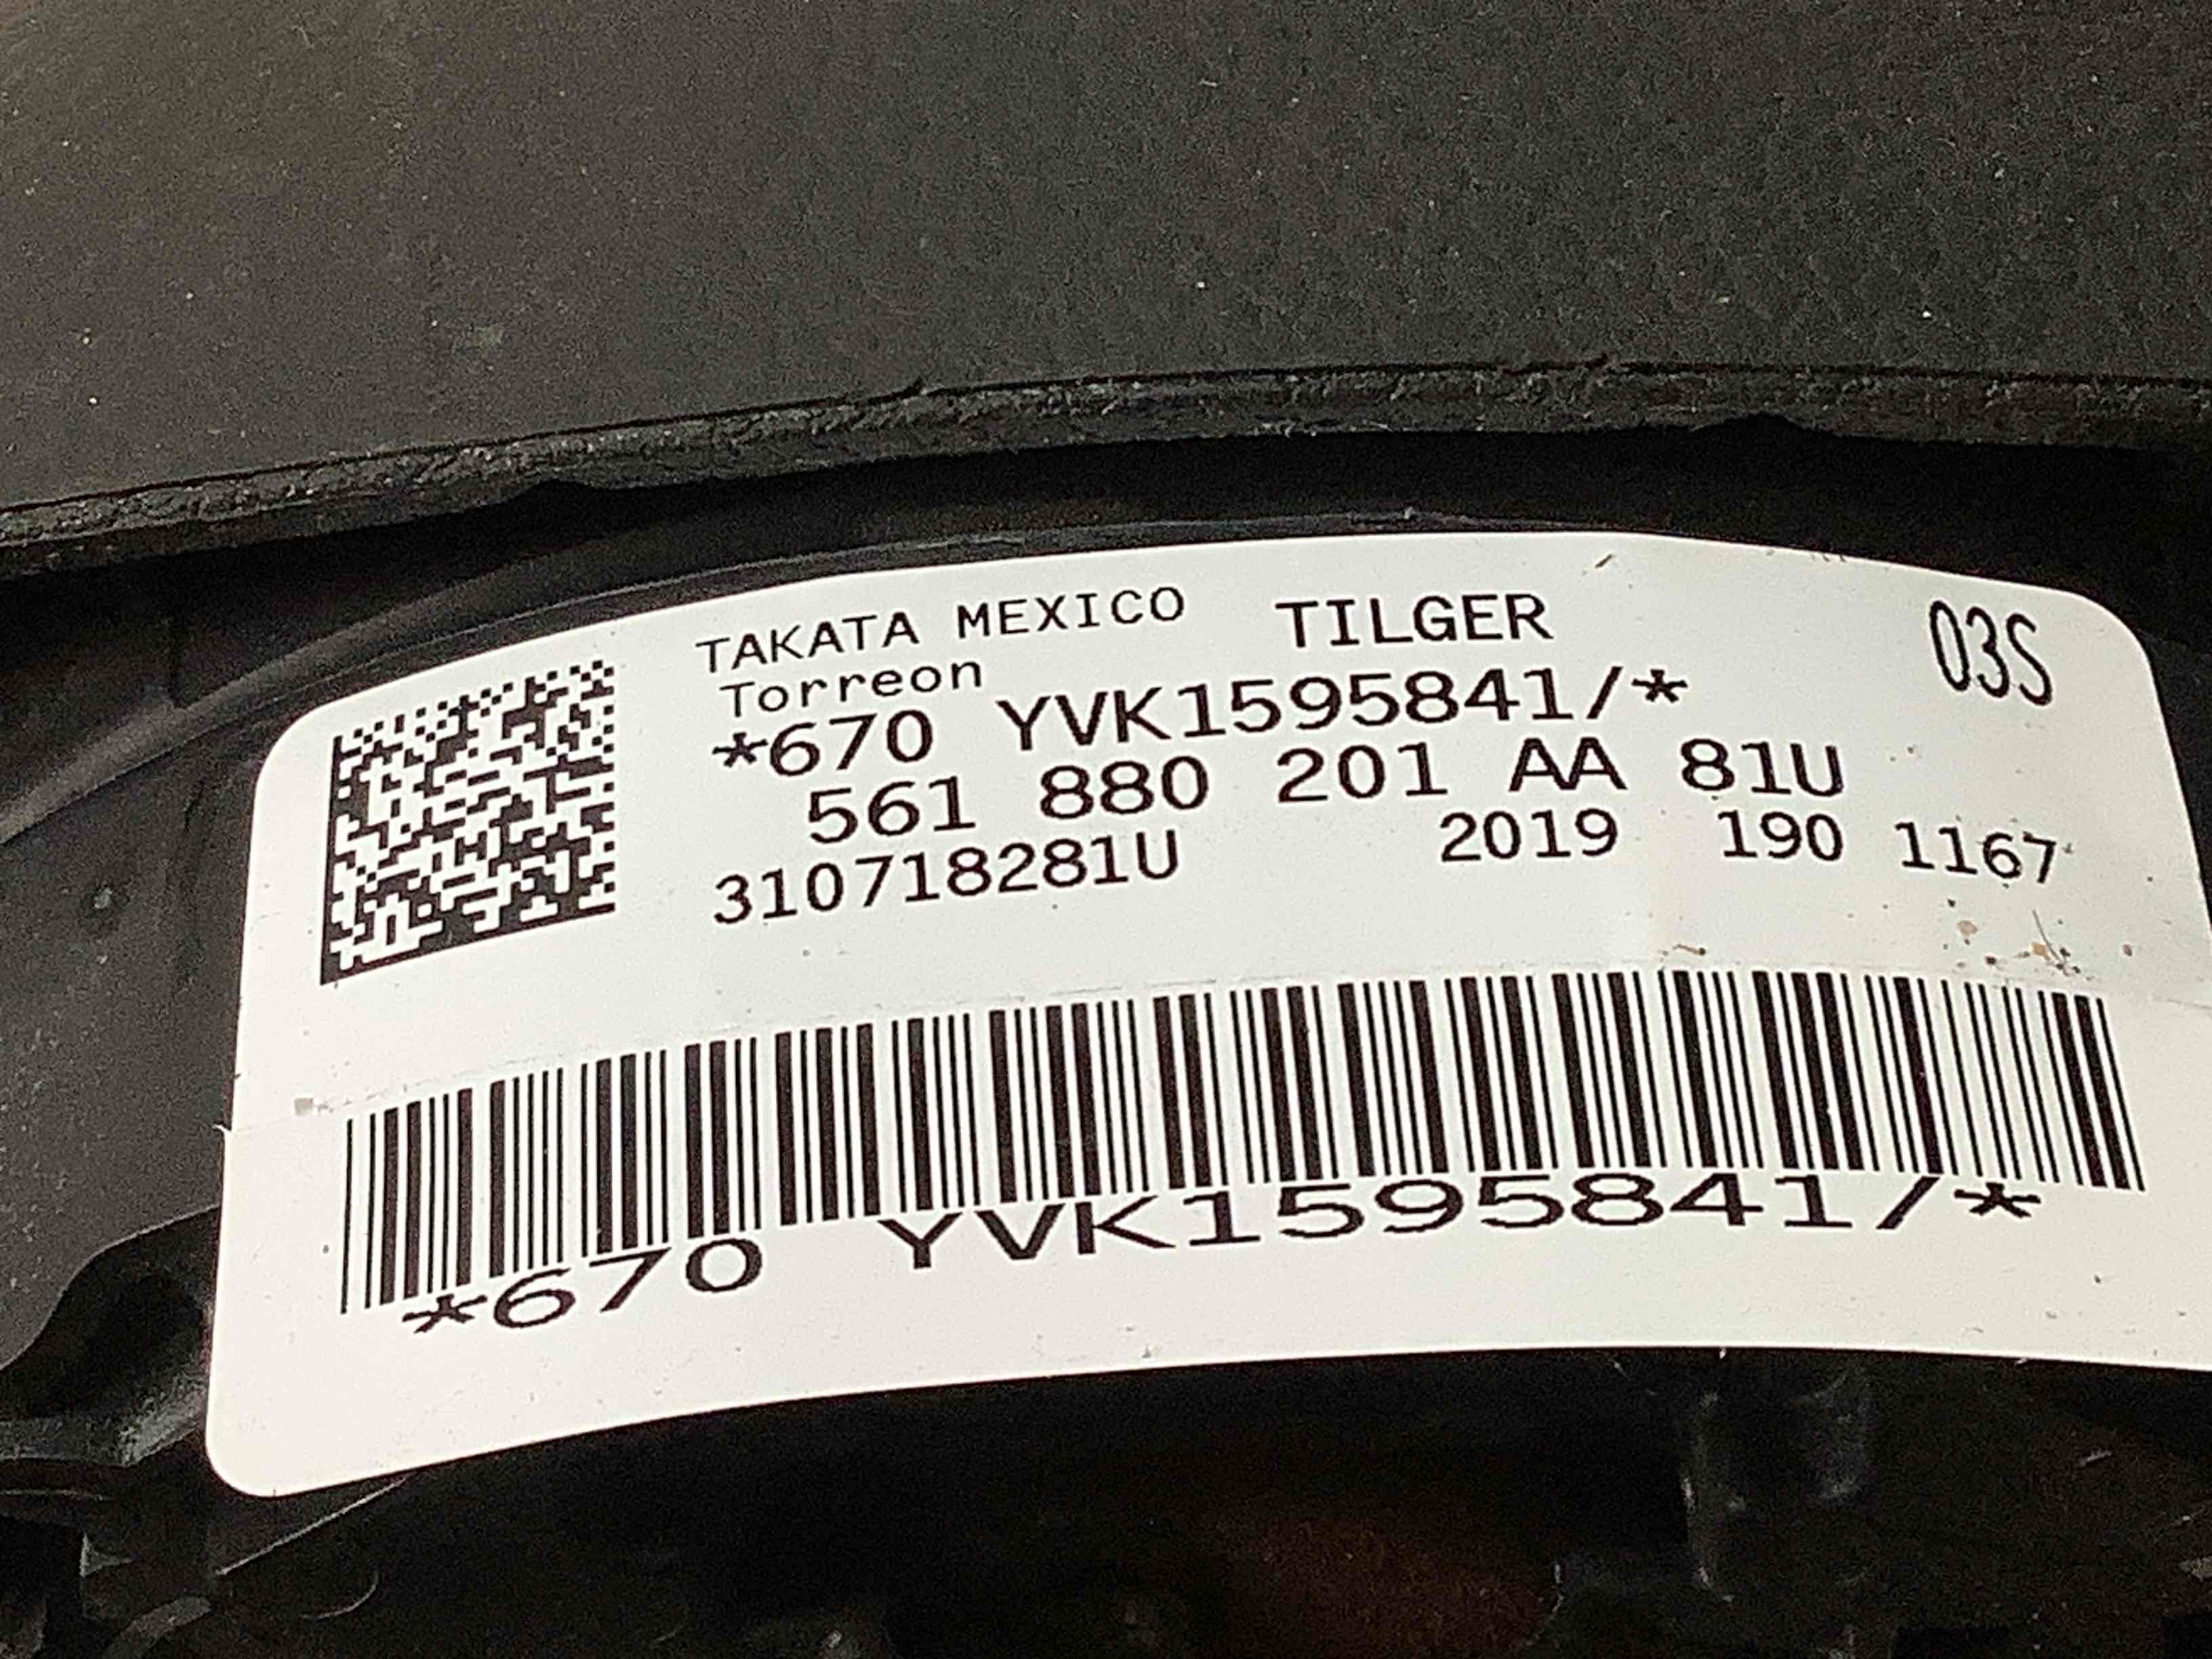 TAKATA MEXICO TILGER 03S
Torreon
*670 YVK1595841/*
561 880 201 AA 81U
310718281U 2019 190 1167
*670 YVK1595841/*